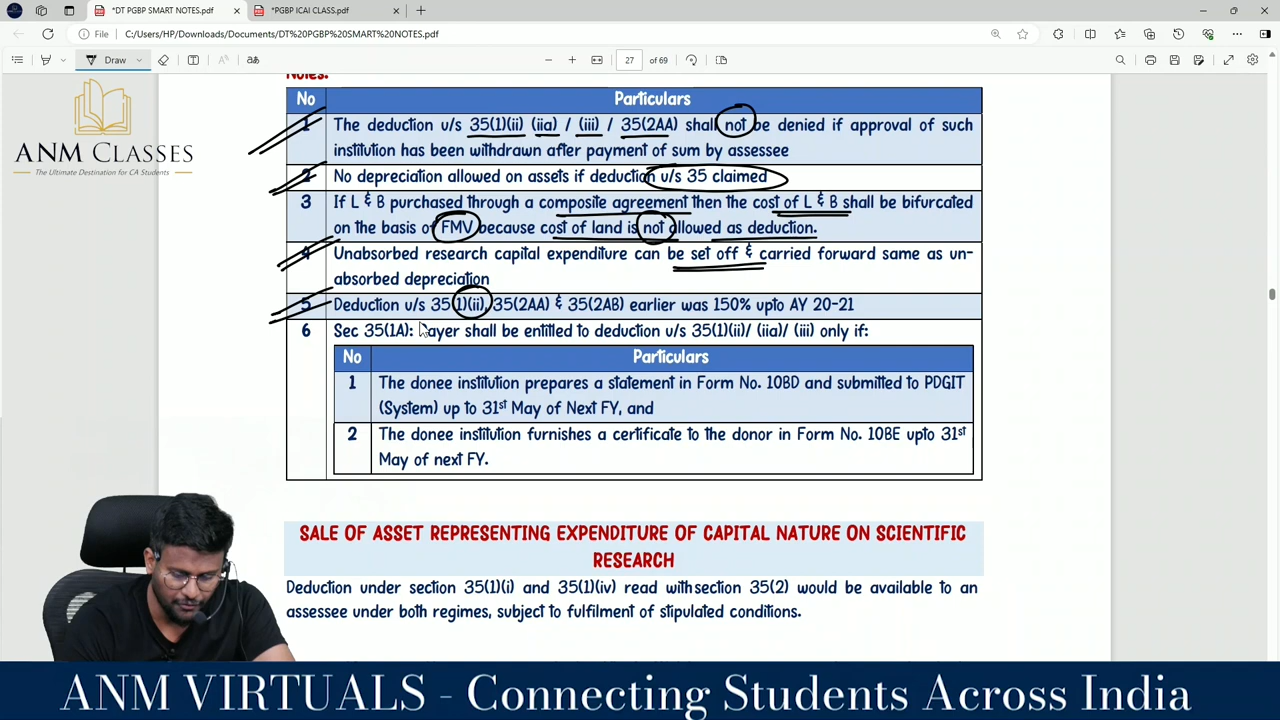 *DT PGBP SMART NOTES.pdf
*PGBP ICAI CLASS.pdf
File
C:/Users/HP/Downloads/Documents/DT%20PGBP%20SMART%20NOTES.pdf
Draw
27 of 69
Notes:
ANM CLASSES
The Ultimate Destination for CA Students
No Particulars
1 The deduction u/s 35(1)(ii) (iia) / (iii) / 35(2AA) shall not be denied if approval of such
institution has been withdrawn after payment of sum by assessee
2 No depreciation allowed on assets if deduction u/s 35 claimed
3 If L & B purchased through a composite agreement then the cost of L & B shall be bifurcated
on the basis of FMV because cost of land is not allowed as deduction.
4 Unabsorbed research capital expenditure can be set off & carried forward same as un-
absorbed depreciation
5 Deduction u/s 35(1)(ii), 35(2AA) & 35(2AB) earlier was 150% upto AY 20-21
6 Sec 35(1A): Payer shall be entitled to deduction u/s 35(1)(ii)/ (iia)/ (iii) only if:
No Particulars
1 The donee institution prepares a statement in Form No. 10BD and submitted to PDGIT
(System) up to 31st May of Next FY, and
2 The donee institution furnishes a certificate to the donor in Form No. 10BE upto 31st
May of next FY.
SALE OF ASSET REPRESENTING EXPENDITURE OF CAPITAL NATURE ON SCIENTIFIC
RESEARCH
Deduction under section 35(1)(i) and 35(1)(iv) read withsection 35(2) would be available to an
assessee under both regimes, subject to fulfilment of stipulated conditions.
ANM VIRTUALS - Connecting Students Across India